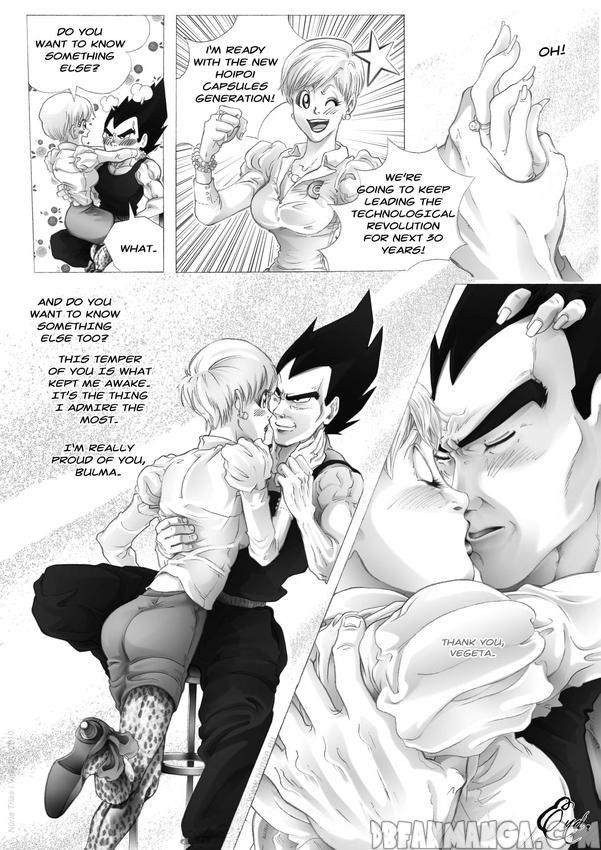 DO YOU
WANT TO KNOW
SOMETHING
ELSE?
WHAT..
I'M READY
WITH THE NEW
HOIPOI
CAPSULES
GENERATION!
WE'RE
GOING TO KEEP
LEADING THE
TECHNOLOGICAL
REVOLUTION
FOR NEXT 30
YEARS!
OH!
AND DO YOU
WANT TO KNOW
SOMETHING
ELSE TOO?
THIS TEMPER
OF YOU IS WHAT
KEPT ME AWAKE..
IT'S THE THING
I ADMIRE THE
MOST..
I'M REALLY
PROUD OF YOU,
BULMA..
THANK YOU,
VEGETA..
End.
DBFANMANGA.COM